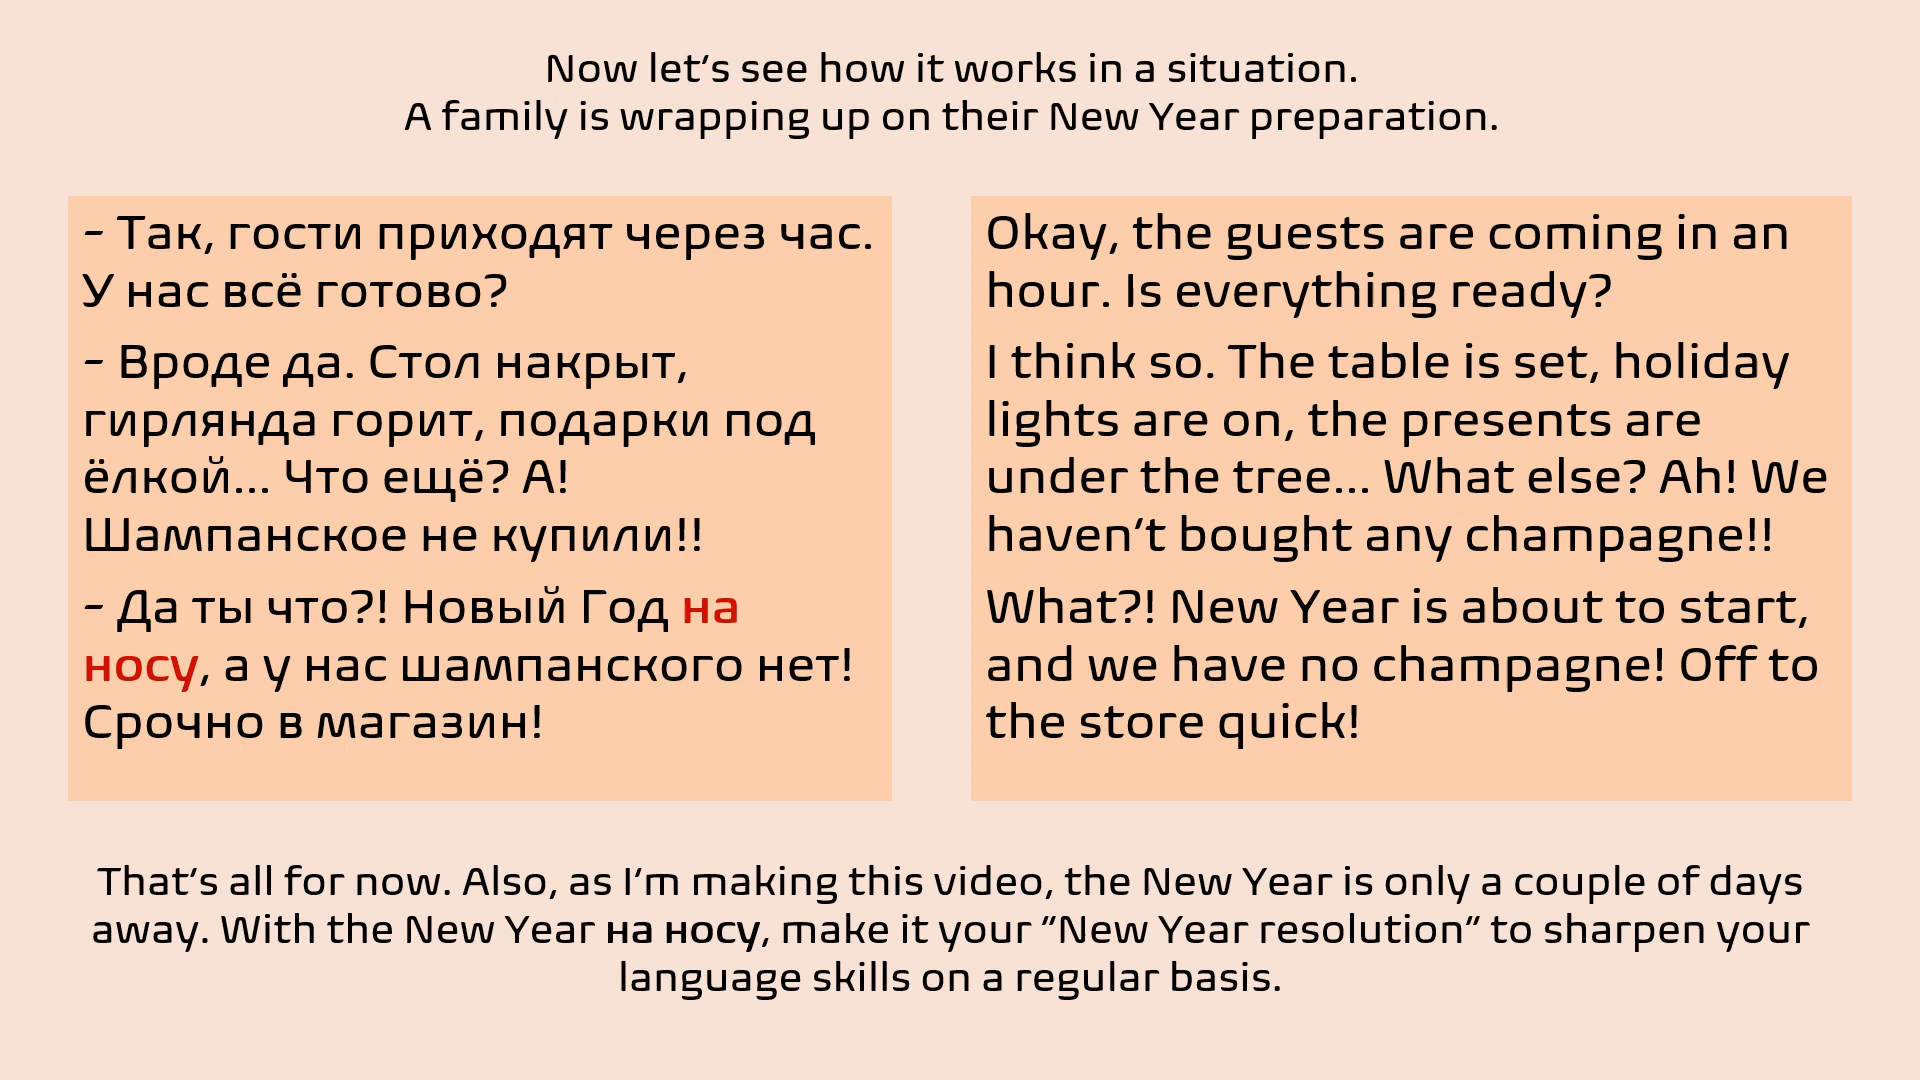 Now let's see how it works in a situation.
A family is wrapping up on their New Year preparation.
- Так, гости приходят через час.
У нас всё готово?
- Вроде да. Стол накрыт,
гирлянда горит, подарки под
ёлкой... Что ещё? А!
Шампанское не купили!!
- Да ты что?! Новый Год на
носу, а у нас шампанского нет!
Срочно в магазин!
Okay, the guests are coming in an
hour. Is everything ready?
I think so. The table is set, holiday
lights are on, the presents are
under the tree... What else? Ah! We
haven't bought any champagne!!
What?! New Year is about to start,
and we have no champagne! Off to
the store quick!
That's all for now. Also, as I'm making this video, the New Year is only a couple of days
away. With the New Year на носу, make it your "New Year resolution" to sharpen your
language skills on a regular basis.